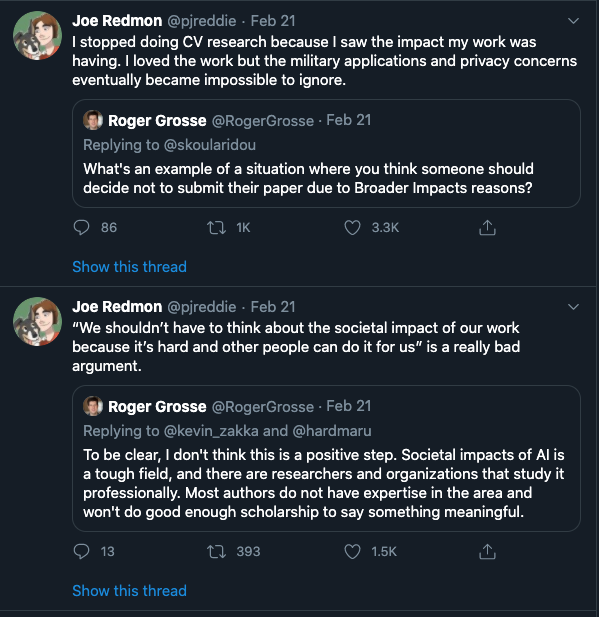 Joe Redmon @pjreddie · Feb 21
I stopped doing CV research because I saw the impact my work was
having. I loved the work but the military applications and privacy concerns
eventually became impossible to ignore.
Roger Grosse @RogerGrosse · Feb 21
Replying to @skoularidou
What's an example of a situation where you think someone should
decide not to submit their paper due to Broader Impacts reasons?
86 1K 3.3K
Show this thread
Joe Redmon @pjreddie · Feb 21
“We shouldn’t have to think about the societal impact of our work
because it’s hard and other people can do it for us” is a really bad
argument.
Roger Grosse @RogerGrosse · Feb 21
Replying to @kevin_zakka and @hardmaru
To be clear, I don't think this is a positive step. Societal impacts of AI is
a tough field, and there are researchers and organizations that study it
professionally. Most authors do not have expertise in the area and
won't do good enough scholarship to say something meaningful.
13 393 1.5K
Show this thread